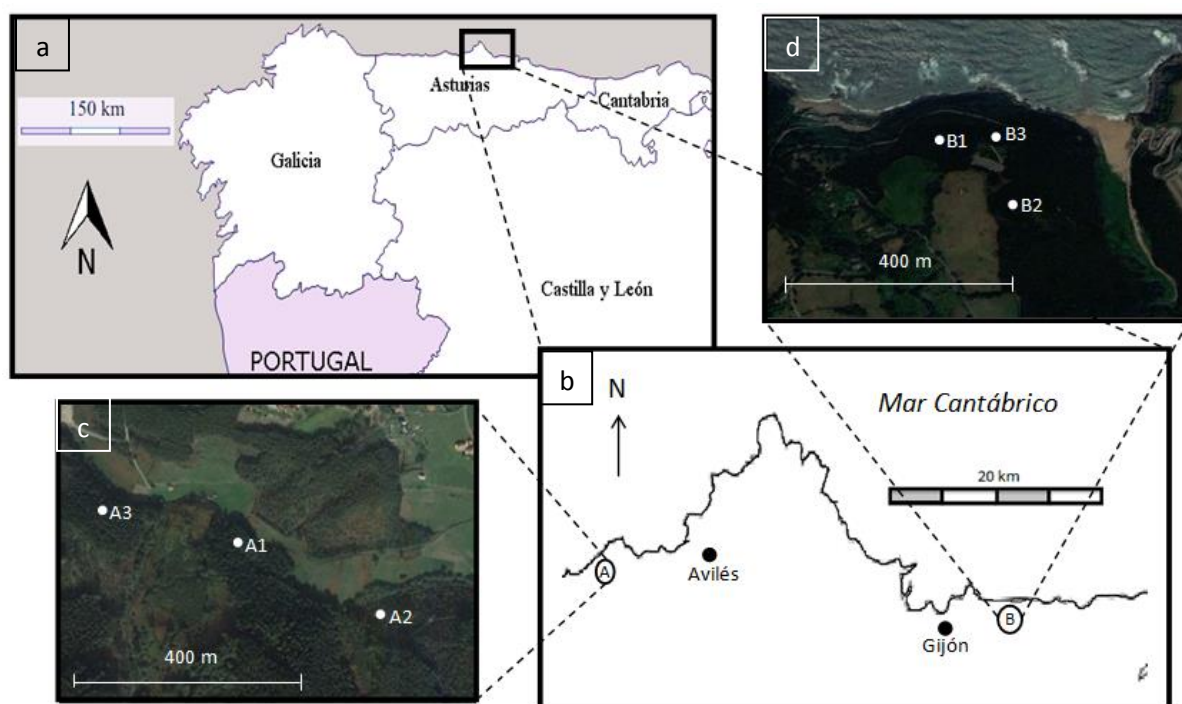 a
150 km
Asturias
Cantabria
Galicia
N
Castilla y León
PORTUGAL
d
B1
B3
B2
400 m
b
N
Mar Cantábrico
20 km
A
Avilés
Gijón
B
c
A3
A1
A2
400 m